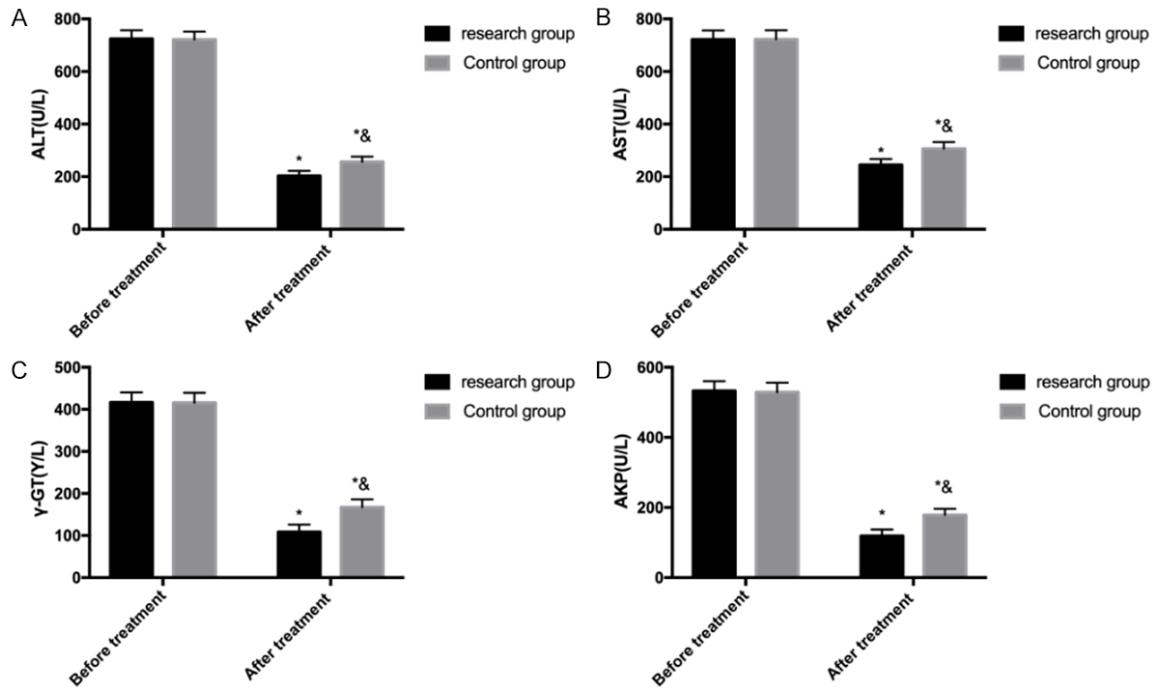 A
800
600
400
200
0
ALT(U/L)
*
*&
Before treatment
After treatment
research group
Control group
B
800
600
400
200
0
AST(U/L)
*
*&
Before treatment
After treatment
research group
Control group
C
500
400
300
200
100
0
γ-GT(Y/L)
*
*&
Before treatment
After treatment
research group
Control group
D
600
400
200
0
AKP(U/L)
*
*&
Before treatment
After treatment
research group
Control group